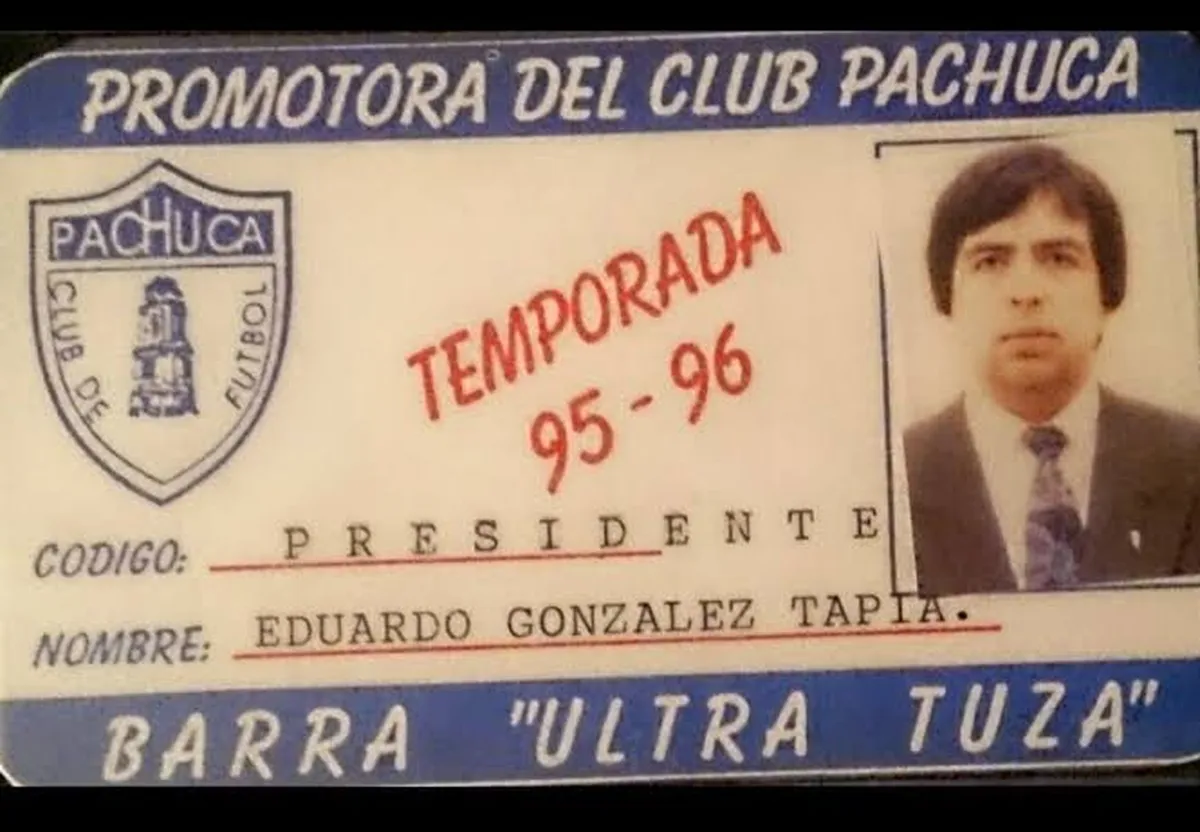 PROMOTORA DEL CLUB PACHUCA
PACHUCA
CLUB DE
FUTBOL
TEMPORADA
95-96
CODIGO: PRESIDENTE
NOMBRE: EDUARDO GONZALEZ TAPIA.
BARRA "ULTRA TUZA"